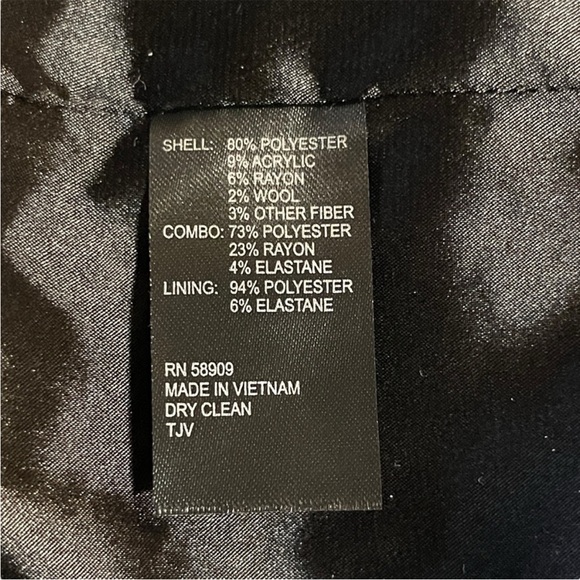 SHELL: 80% POLYESTER
9% ACRYLIC
6% RAYON
2% WOOL
3% OTHER FIBER
COMBO: 73% POLYESTER
23% RAYON
4% ELASTANE
LINING: 94% POLYESTER
6% ELASTANE
RN 58909
MADE IN VIETNAM
DRY CLEAN
TJV